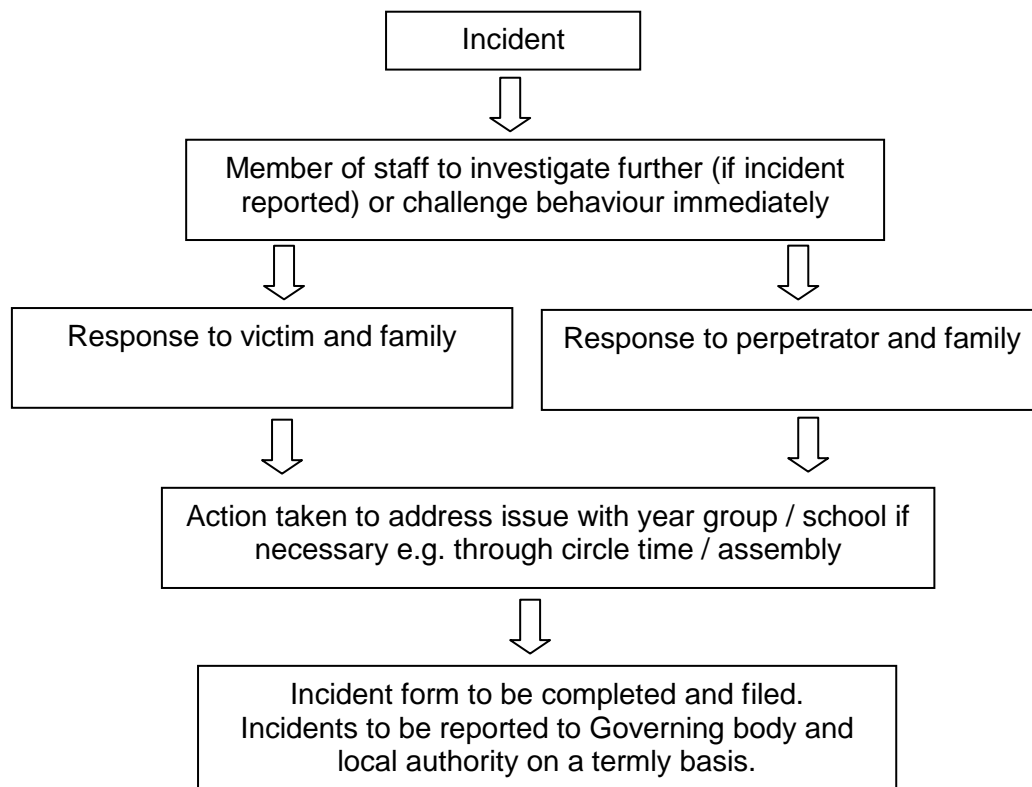 Incident
Member of staff to investigate further (if incident
reported) or challenge behaviour immediately
Response to victim and family
Response to perpetrator and family
Action taken to address issue with year group / school if
necessary e.g. through circle time / assembly
Incident form to be completed and filed.
Incidents to be reported to Governing body and
local authority on a termly basis.